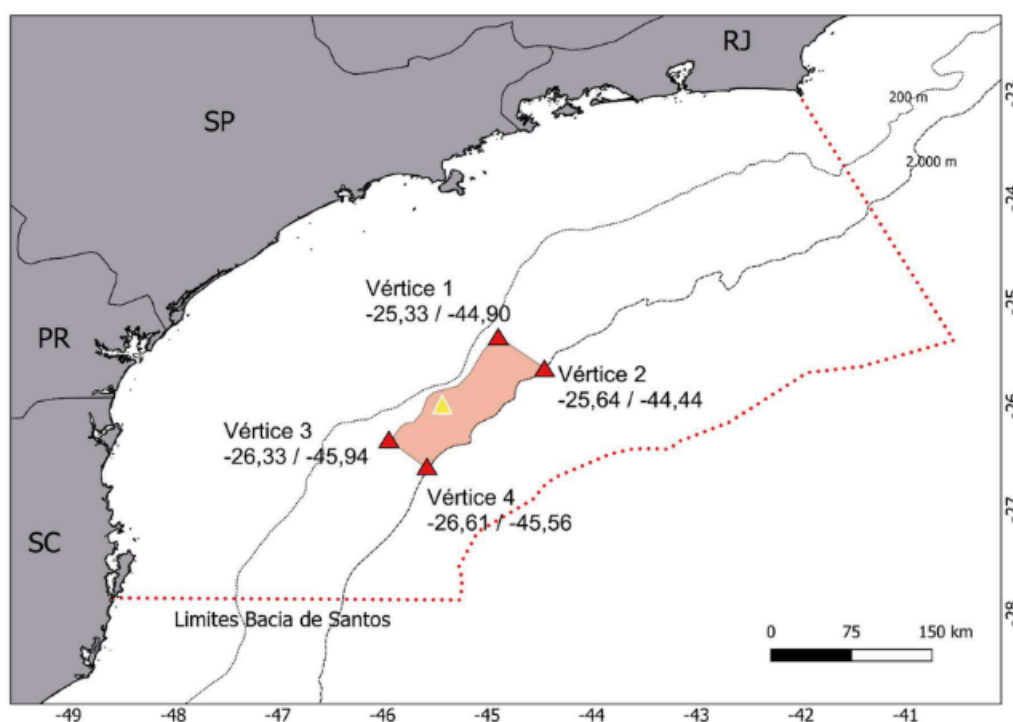 RJ
SP
200 m
2.000 m
Vértice 1
-25,33 / -44,90
PR
Vértice 2
-25,64 / -44,44
Vértice 3
-26,33 / -45,94
Vértice 4
-26,61 / -45,56
SC
Limites Bacia de Santos
0 75 150 km
-23
-24
-25
-26
-27
-28
-49 -48 -47 -46 -45 -44 -43 -42 -41